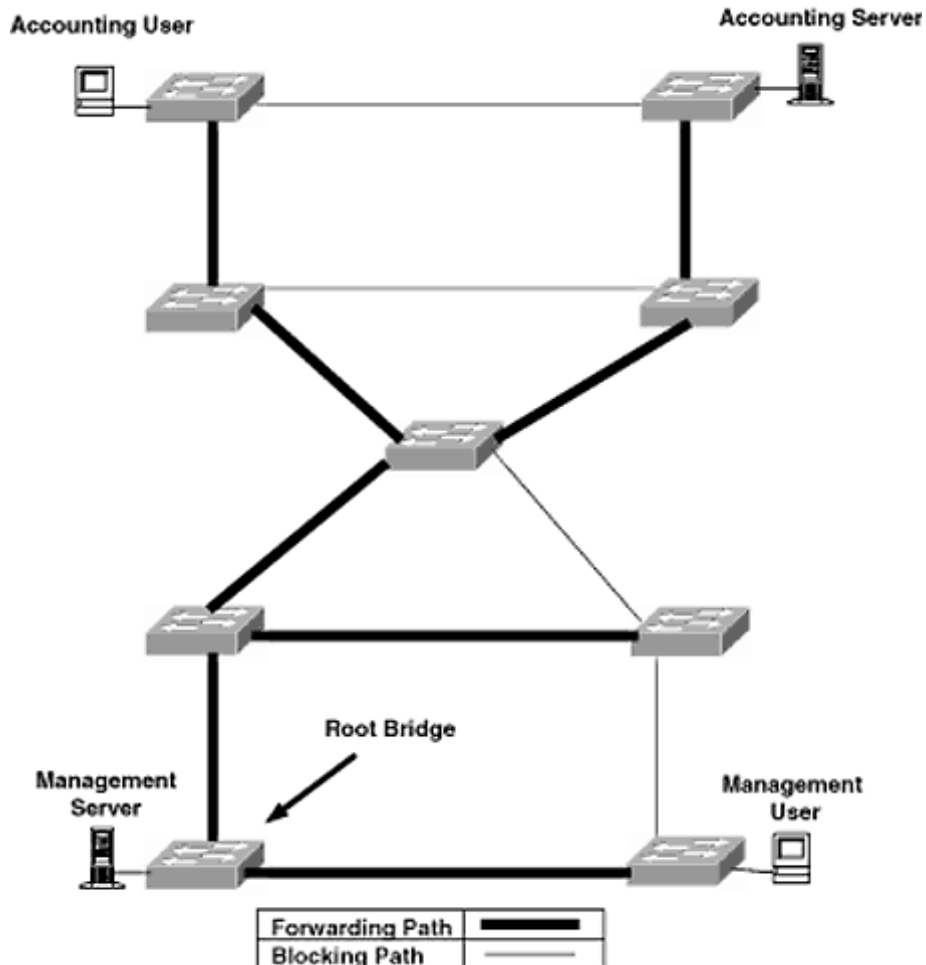 Accounting User
Accounting Server
Root Bridge
Management
Server
Management
User
Forwarding Path
Blocking Path